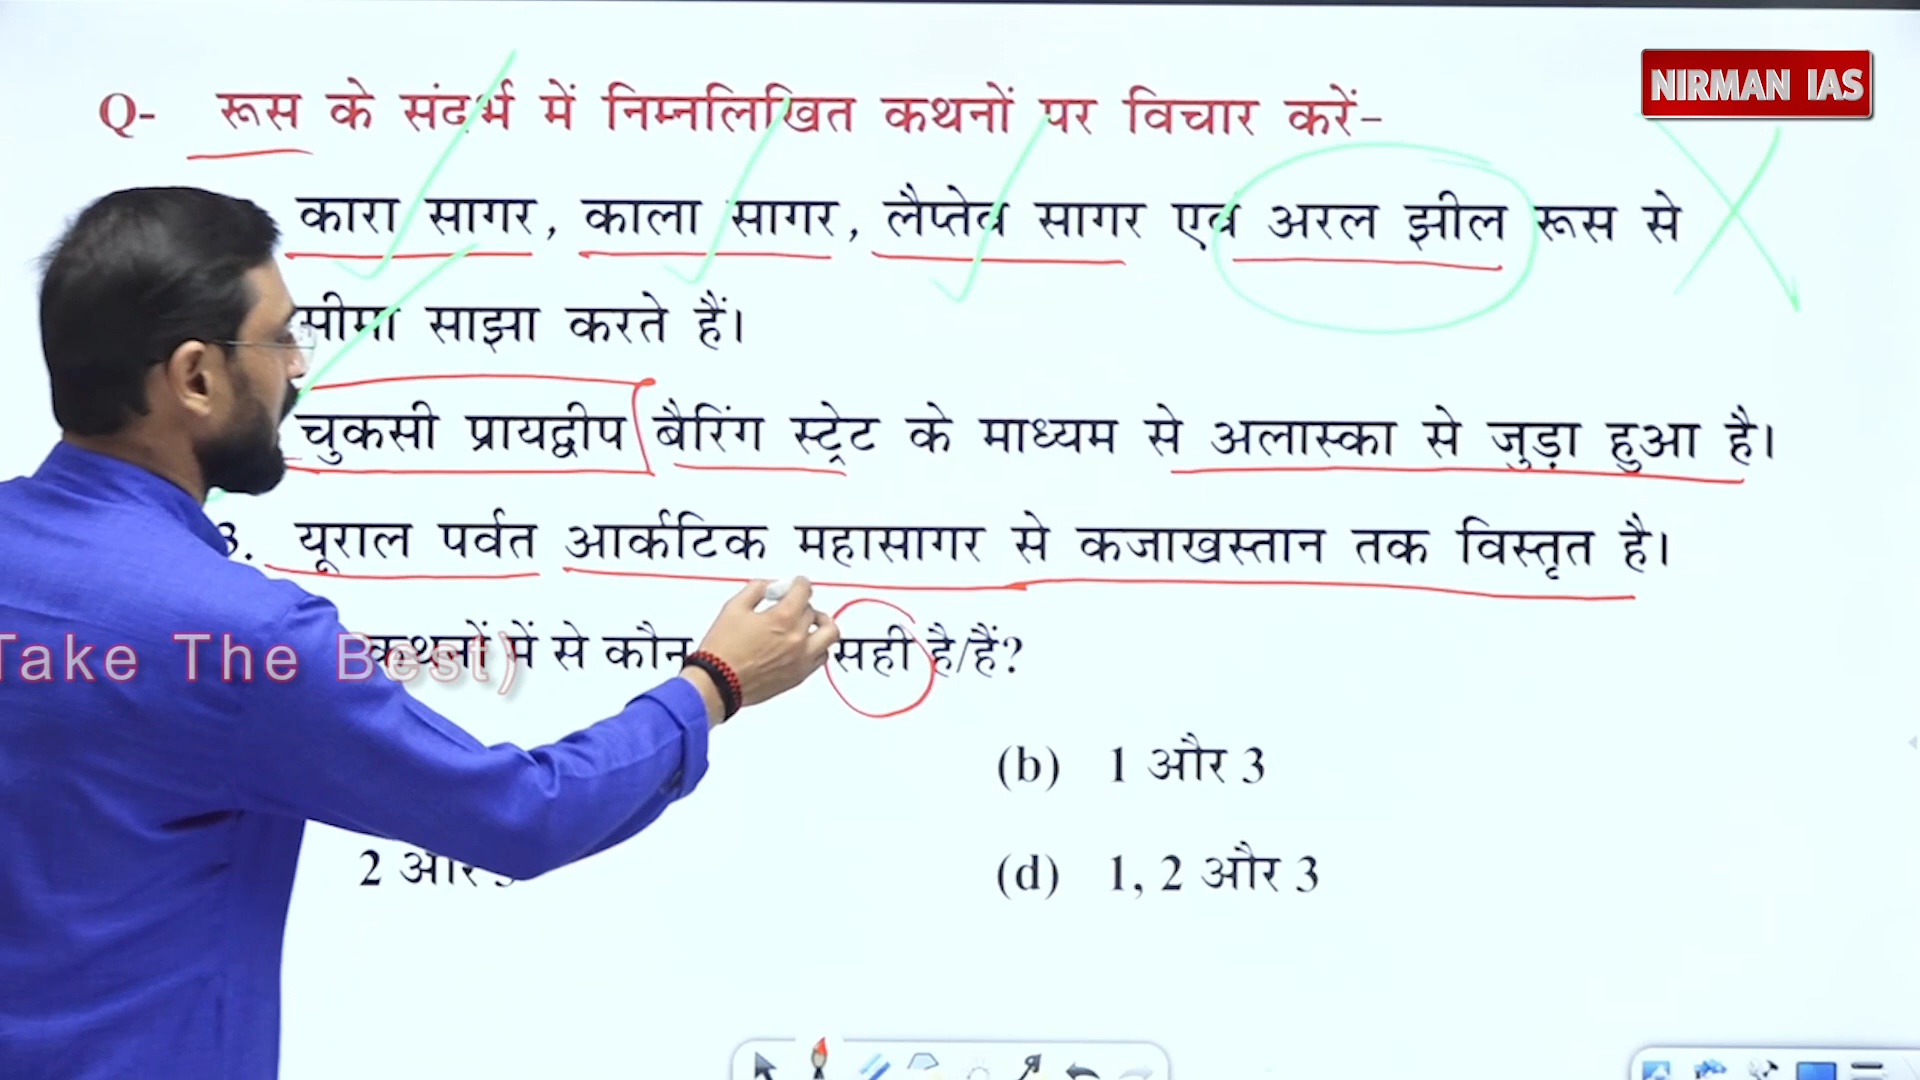 NIRMAN IAS
Q- रूस के संदर्भ में निम्नलिखित कथनों पर विचार करें-
कारा सागर, काला सागर, लैप्तेव सागर एवं अरल झील रूस से
सीमा साझा करते हैं।
चुकसी प्रायद्वीप बैरिंग स्ट्रेट के माध्यम से अलास्का से जुड़ा हुआ है।
3. यूराल पर्वत आर्कटिक महासागर से कजाखस्तान तक विस्तृत है।
कथनों में से कौन सही है/हैं?
Take The Best)
(b) 1 और 3
2 और
(d) 1, 2 और 3